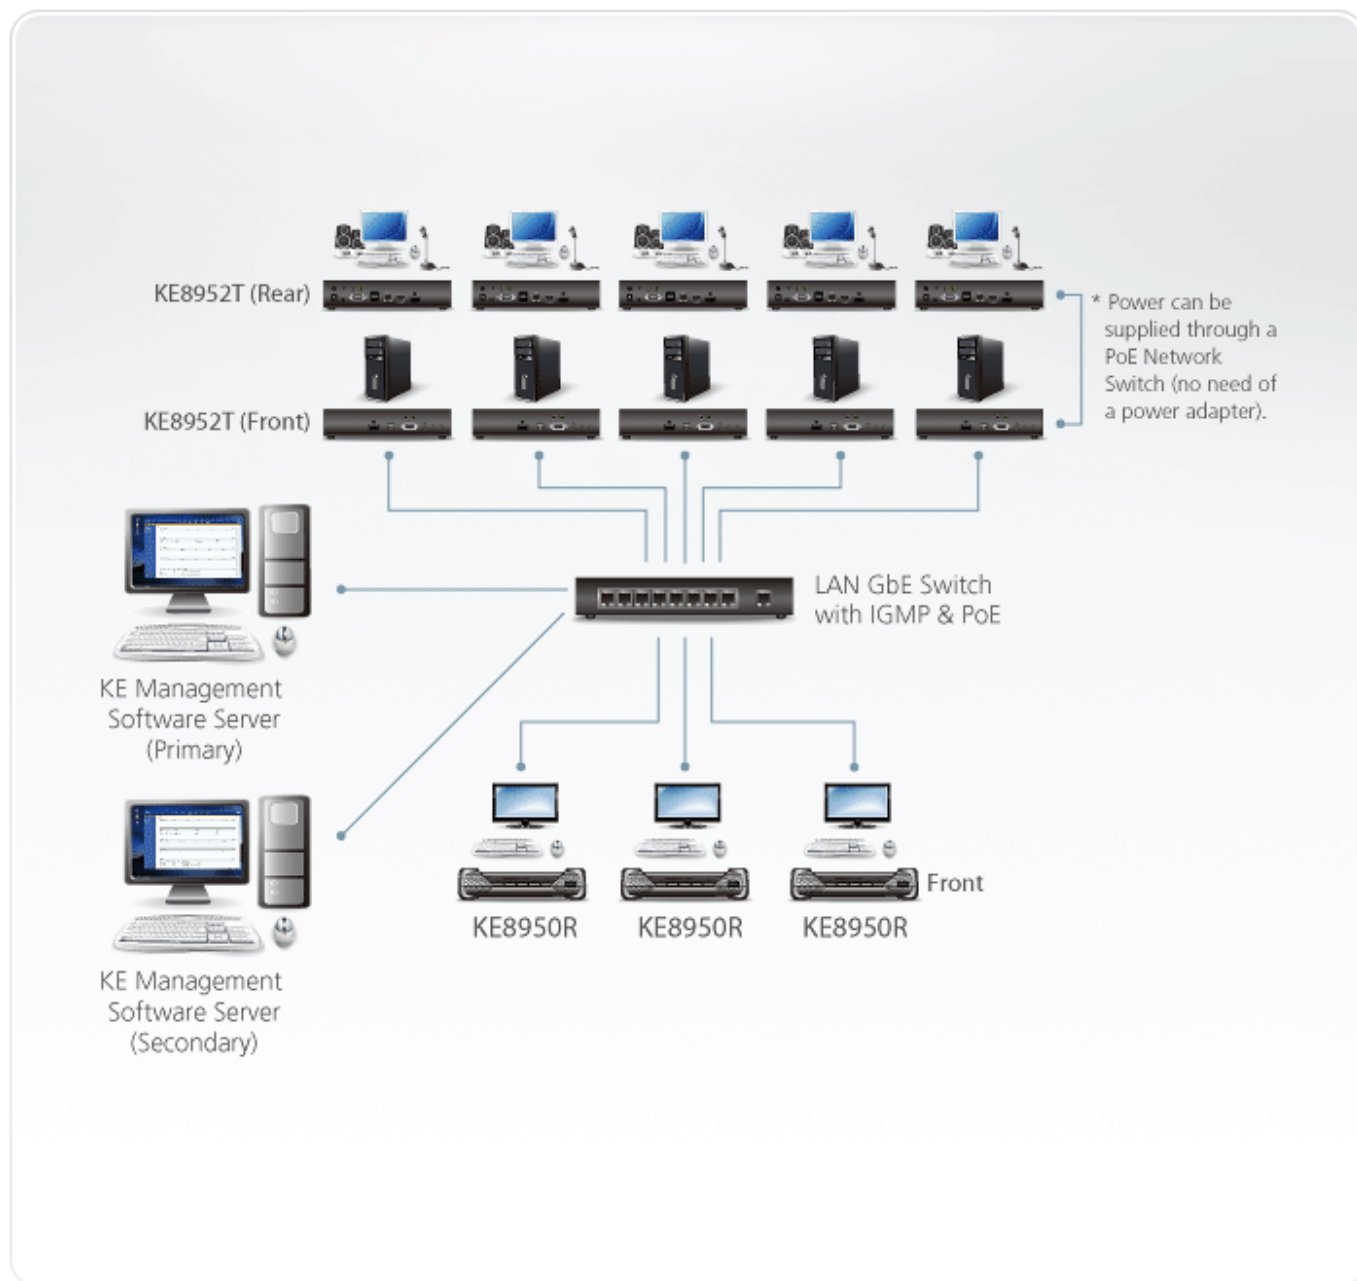 KE8952T (Rear)
* Power can be
supplied through a
PoE Network
Switch (no need of
a power adapter).
KE8952T (Front)
LAN GbE Switch
with IGMP & PoE
KE Management
Software Server
(Primary)
Front
KE8950R
KE8950R
KE8950R
KE Management
Software Server
(Secondary)